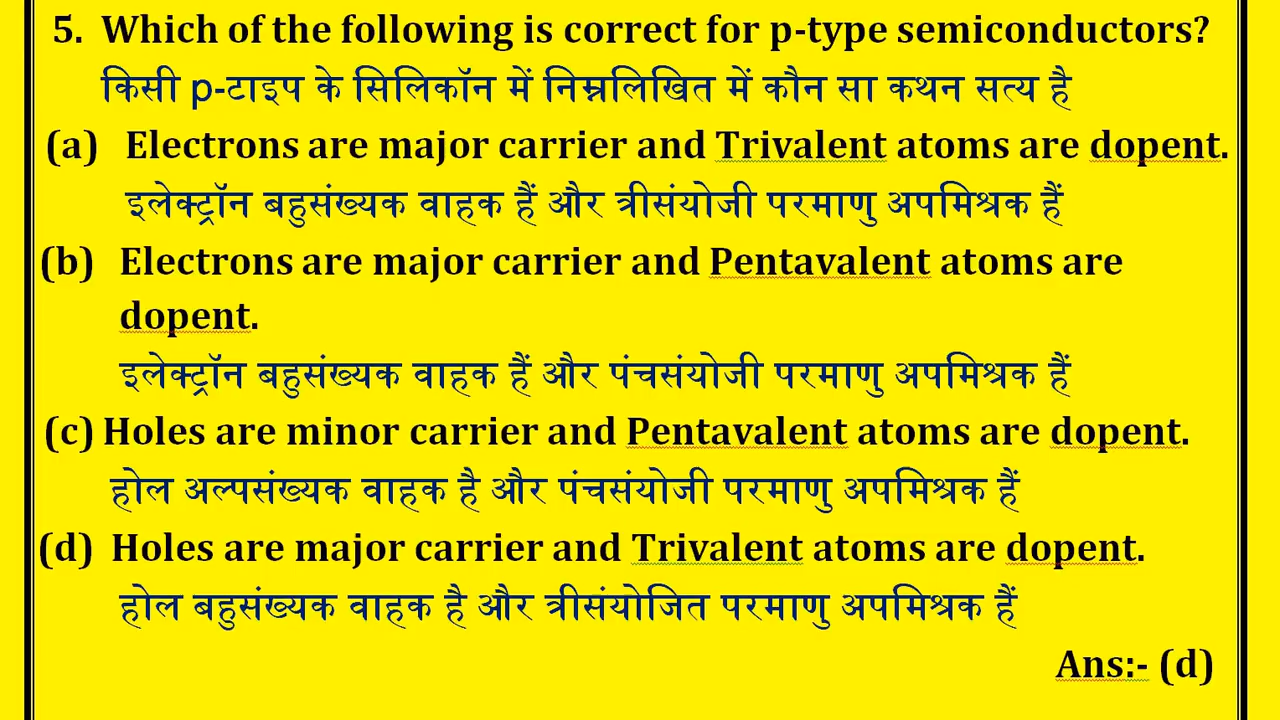 5. Which of the following is correct for p-type semiconductors?
किसी p-टाइप के सिलिकॉन में निम्नलिखित में कौन सा कथन सत्य है
(a) Electrons are major carrier and Trivalent atoms are dopent.
इलेक्ट्रॉन बहुसंख्यक वाहक हैं और त्रीसंयोजी परमाणु अपमिश्रक हैं
(b) Electrons are major carrier and Pentavalent atoms are
dopent.
इलेक्ट्रॉन बहुसंख्यक वाहक हैं और पंचसंयोजी परमाणु अपमिश्रक हैं
(c) Holes are minor carrier and Pentavalent atoms are dopent.
होल अल्पसंख्यक वाहक है और पंचसंयोजी परमाणु अपमिश्रक हैं
(d) Holes are major carrier and Trivalent atoms are dopent.
होल बहुसंख्यक वाहक है और त्रीसंयोजित परमाणु अपमिश्रक हैं
Ans:- (d)